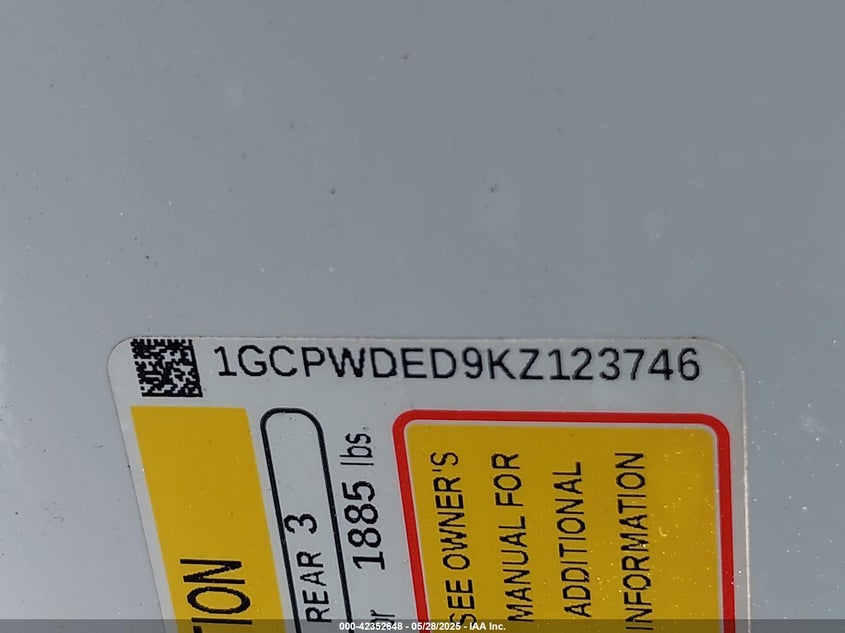 1GCPWDED9KZ123746
TION
REAR 3
1885 lbs.
SEE OWNER'S
MANUAL FOR
ADDITIONAL
INFORMATION
000-42352648 - 05/28/2025 - IAA Inc.